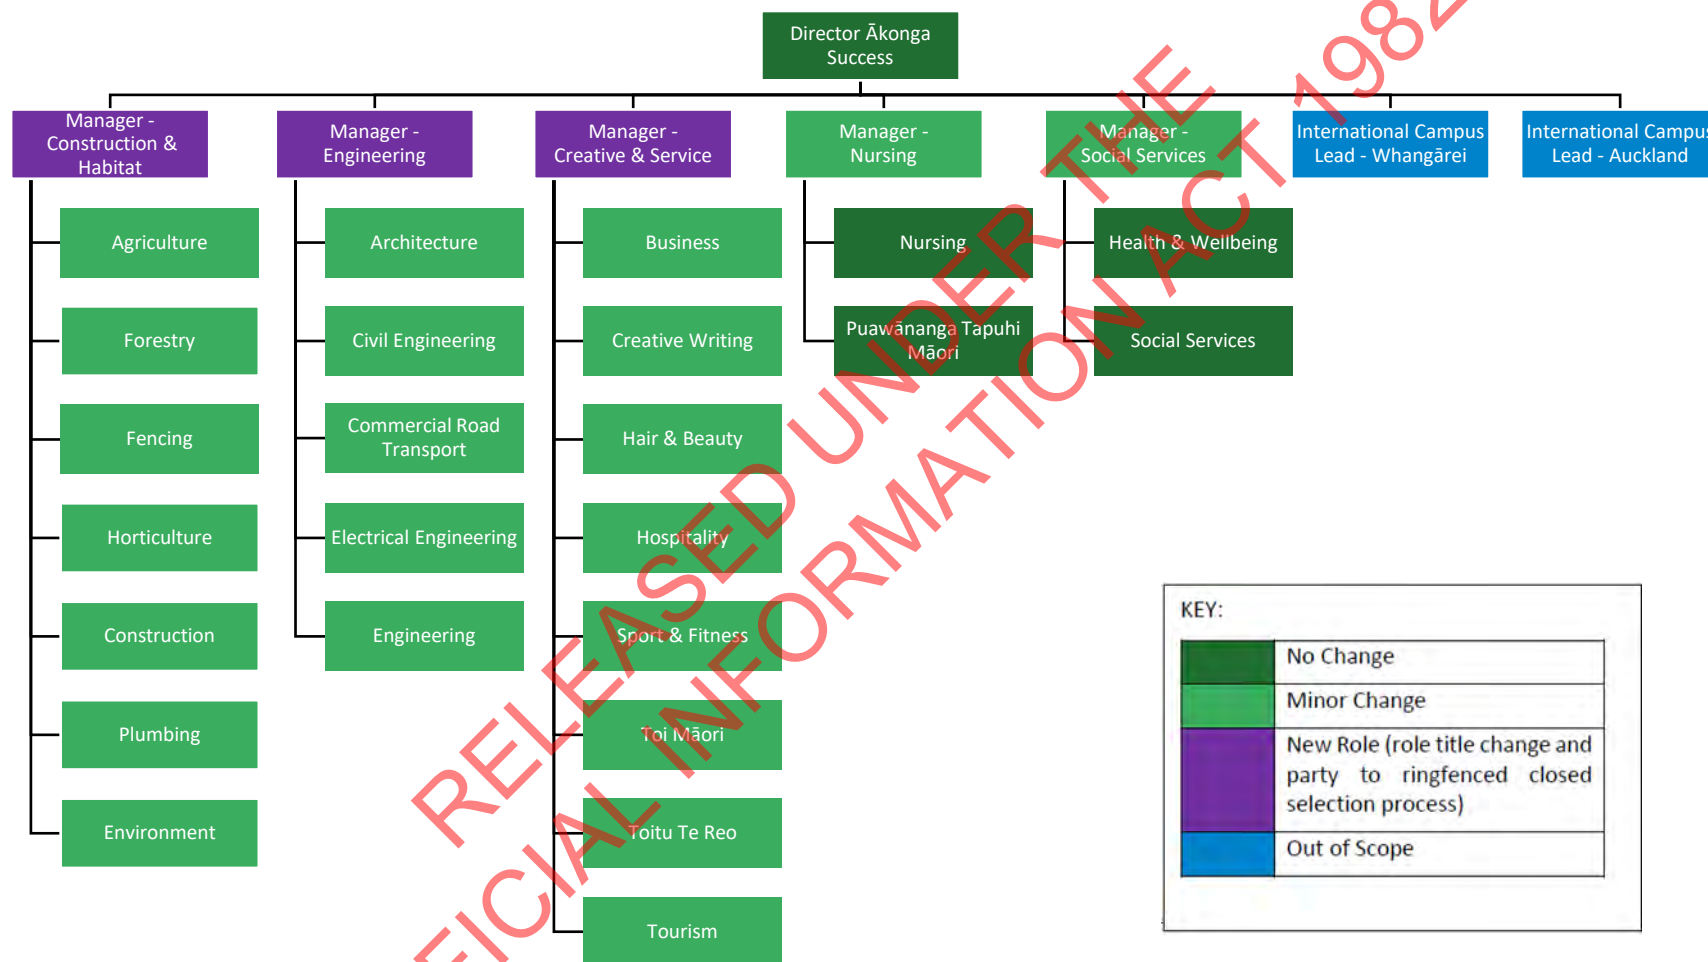 Director Ākonga
Success
Manager -
Construction &
Habitat
Manager -
Engineering
Manager -
Creative & Service
Manager -
Nursing
Manager -
Social Services
International Campus
Lead - Whangārei
International Campus
Lead - Auckland
Agriculture
Forestry
Fencing
Horticulture
Construction
Plumbing
Environment
Architecture
Civil Engineering
Commercial Road
Transport
Electrical Engineering
Engineering
Business
Creative Writing
Hair & Beauty
Hospitality
Sport & Fitness
Toi Māori
Toitu Te Reo
Tourism
Nursing
Puawānanga Tapuhi
Māori
Health & Wellbeing
Social Services
KEY:
No Change
Minor Change
New Role (role title change and
party to ringfenced closed
selection process)
Out of Scope
RELEASED UNDER THE
FICIAL INFORMATION ACT 1982